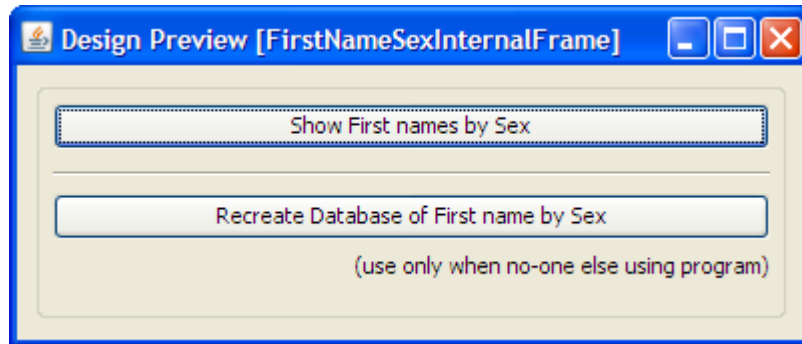 Design Preview [FirstNameSexInternalFrame]
Show First names by Sex
Recreate Database of First name by Sex
(use only when no-one else using program)